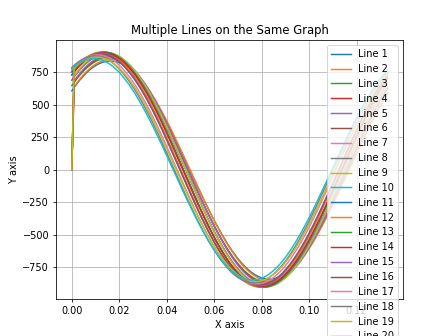 Multiple Lines on the Same Graph
Y axis
750
500
250
0
−250
−500
−750
0.00
0.02
0.04
0.06
0.08
0.10
X axis
Line 1
Line 2
Line 3
Line 4
Line 5
Line 6
Line 7
Line 8
Line 9
Line 10
Line 11
Line 12
Line 13
Line 14
Line 15
Line 16
Line 17
Line 18
Line 19
Line 20